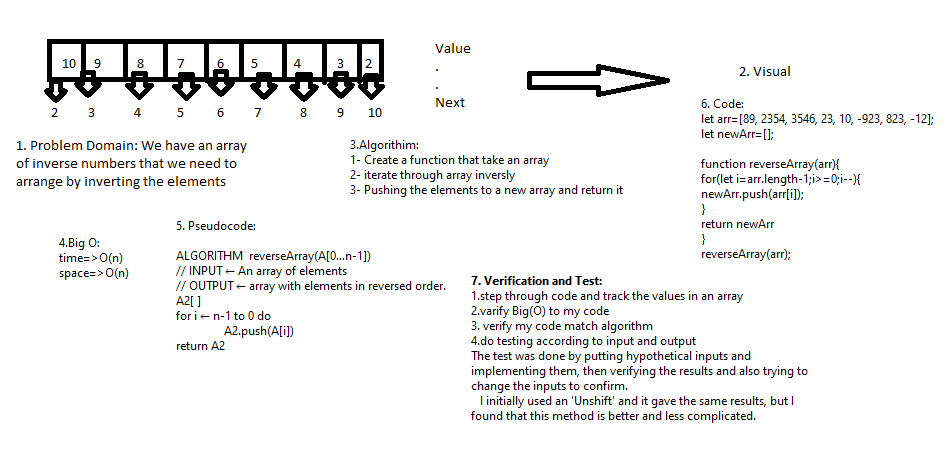 10 9 8 7 6 5 4 3 2
2 3 4 5 6 7 8 9 10
Value
.
.
Next
2. Visual
1. Problem Domain: We have an array
of inverse numbers that we need to
arrange by inverting the elements
3.Algorithim:
1- Create a function that take an array
2- iterate through array inversly
3- Pushing the elements to a new array and return it
6. Code:
let arr=[89, 2354, 3546, 23, 10, -923, 823, -12];
let newArr=[];
function reverseArray(arr){
for(let i=arr.length-1;i>=0;i--){
newArr.push(arr[i]);
}
return newArr
}
reverseArray(arr);
4.Big O:
time=>O(n)
space=>O(n)
5. Pseudocode:
ALGORITHM reverseArray(A[0...n-1])
// INPUT ← An array of elements
// OUTPUT ← array with elements in reversed order.
A2[ ]
for i ← n-1 to 0 do
A2.push(A[i])
return A2
7. Verification and Test:
1.step through code and track the values in an array
2.varify Big(O) to my code
3. verify my code match algorithm
4.do testing according to input and output
The test was done by putting hypothetical inputs and
implementing them, then verifying the results and also trying to
change the inputs to confirm.
I initially used an 'Unshift' and it gave the same results, but I
found that this method is better and less complicated.